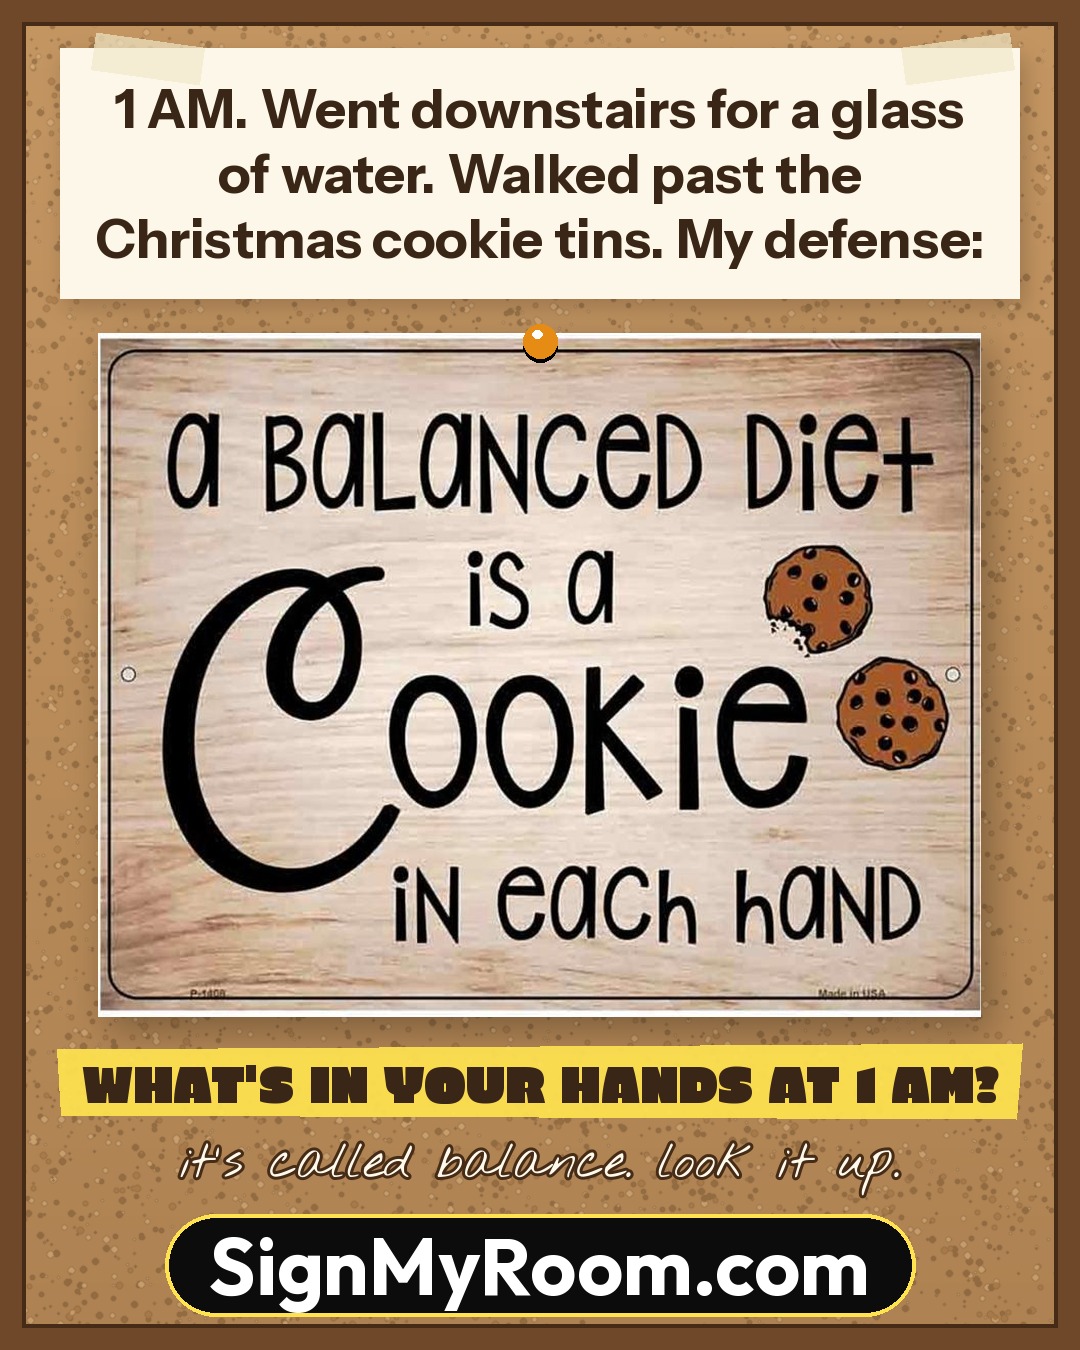 1 AM. Went downstairs for a glass
of water. Walked past the
Christmas cookie tins. My defense:
a BaLaNCeD Diet
is a
Cookie
iN each haND
P-1408
Made in USA
WHAT'S IN YOUR HANDS AT 1 AM?
it's called balance. look it up.
SignMyRoom.com